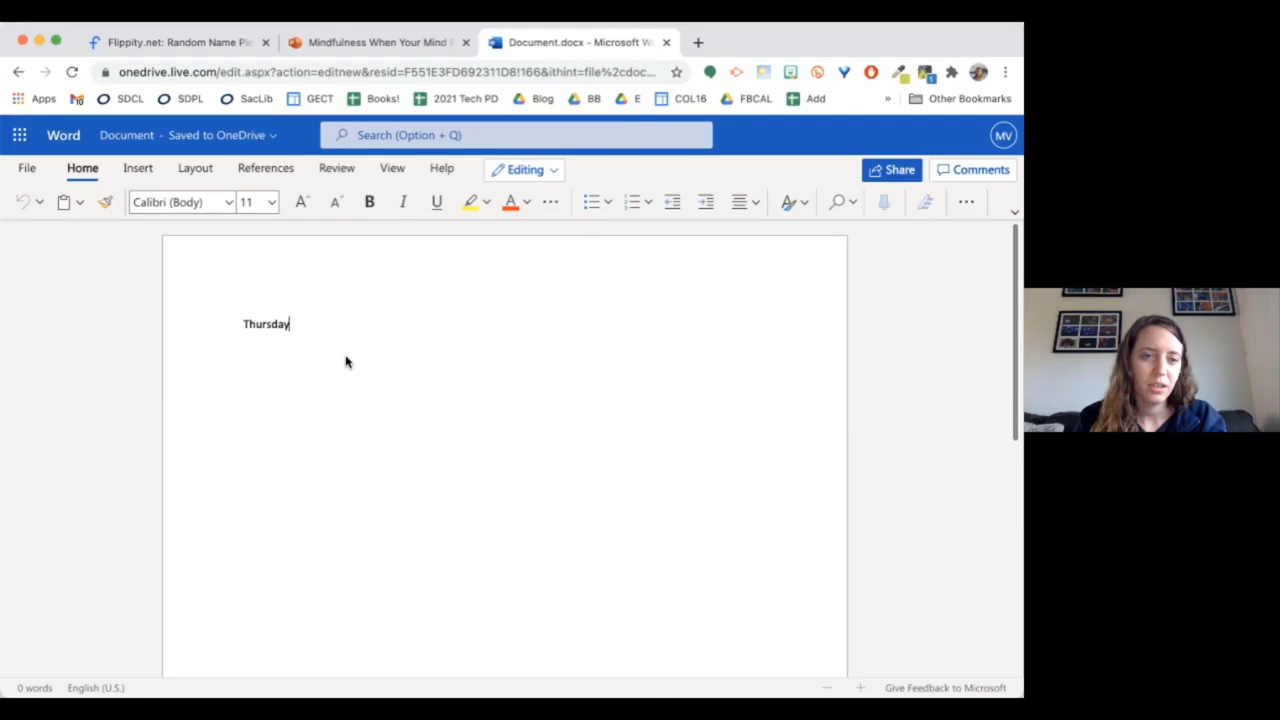 Flippity.net: Random Name Pic
Mindfulness When Your Mind
Document.docx - Microsoft Wo
onedrive.live.com/edit.aspx?action=editnew&resid=F551E3FD692311D8!166&ithint=file%2cdoc...
Apps SDCL SDPL SacLib GECT Books! 2021 Tech PD Blog BB E COL16 FBCAL Add » Other Bookmarks
Word Document - Saved to OneDrive Search (Option + Q) MV
File Home Insert Layout References Review View Help Editing Share Comments
Calibri (Body) 11 A A B I U A
Thursday
0 words English (U.S.) Give Feedback to Microsoft